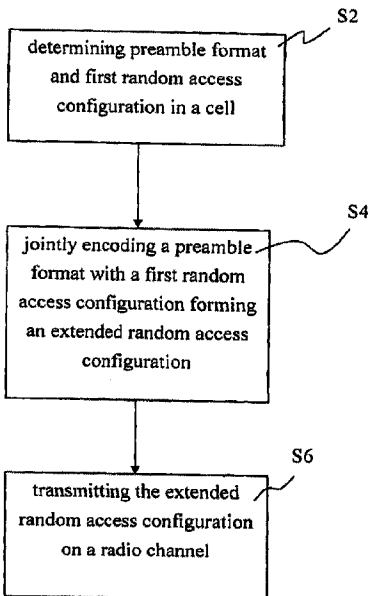 S2
determining preamble format
and first random access
configuration in a cell
S4
jointly encoding a preamble
format with a first random
access configuration forming
an extended random access
configuration
S6
transmitting the extended
random access configuration
on a radio channel